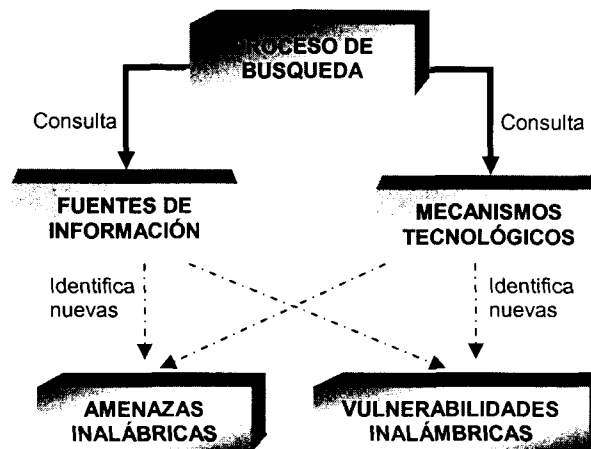 PROCESO DE
BUSQUEDA
Consulta
Consulta
FUENTES DE
INFORMACIÓN
MECANISMOS
TECNOLÓGICOS
Identifica
nuevas
Identifica
nuevas
AMENAZAS
INALÁBRICAS
VULNERABILIDADES
INALÁMBRICAS